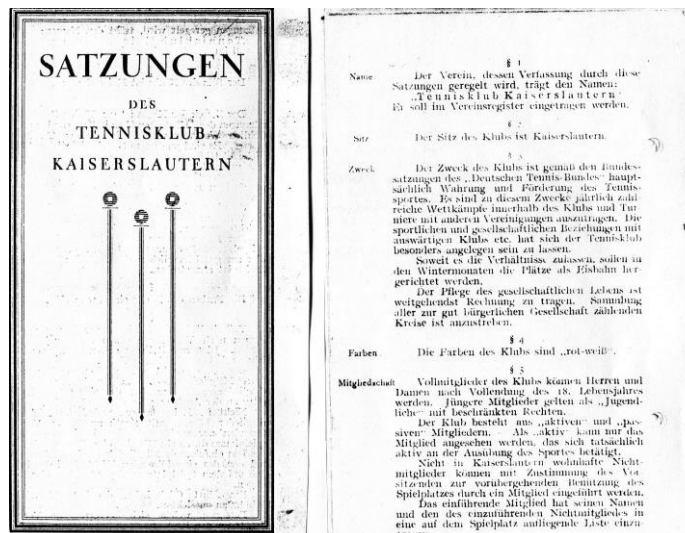 SATZUNGEN
DES
TENNISKLUB
KAISERSLAUTERN
§ 1
Name
Der Verein, dessen Verfassung durch diese
Satzungen geregelt wird, trägt den Namen:
„Tennisklub Kaiserslautern“
Er soll im Vereinsregister eingetragen werden.
§ 2
Sitz
Der Sitz des Klubs ist Kaiserslautern.
§ 3
Zweck
Der Zweck des Klubs ist gemäß den Bundes-
satzungen des „Deutschen Tennis-Bundes“ haupt-
sächlich Wahrung und Förderung des Tennis-
sportes. Es sind zu diesem Zwecke jährlich zahl-
reiche Wettkämpfe innerhalb des Klubs und Tur-
niere mit anderen Vereinigungen auszutragen. Die
sportlichen und gesellschaftlichen Beziehungen mit
auswärtigen Klubs etc. hat sich der Tennisklub
besonders angelegen sein zu lassen.
Soweit es die Verhältnisse zulassen, sollen in
den Wintermonaten die Plätze als Eisbahn her-
gerichtet werden.
Der Pflege des gesellschaftlichen Lebens ist
weitgehendst Rechnung zu tragen. Sammlung
aller zur gut bürgerlichen Gesellschaft zählenden
Kreise ist anzustreben.
§ 4
Farben
Die Farben des Klubs sind „rot-weiß“.
§ 5
Mitgliedschaft
Vollmitglieder des Klubs können Herren und
Damen nach Vollendung des 18. Lebensjahres
werden. Jüngere Mitglieder gelten als „Jugend-
liche“ mit beschränkten Rechten.
Der Klub besteht aus „aktiven“ und „pas-
siven“ Mitgliedern. Als „aktiv“ kann nur das
Mitglied angesehen werden, das sich tatsächlich
aktiv an der Ausübung des Sportes betätigt.
Nicht in Kaiserslautern wohnhafte Nicht-
mitglieder können mit Zustimmung des Vor-
sitzenden zur vorübergehenden Benützung des
Spielplatzes durch ein Mitglied eingeführt werden.
Das einführende Mitglied hat seinen Namen
und den des einzuführenden Nichtmitgliedes in
eine auf dem Spielplatz aufliegende Liste einzu-